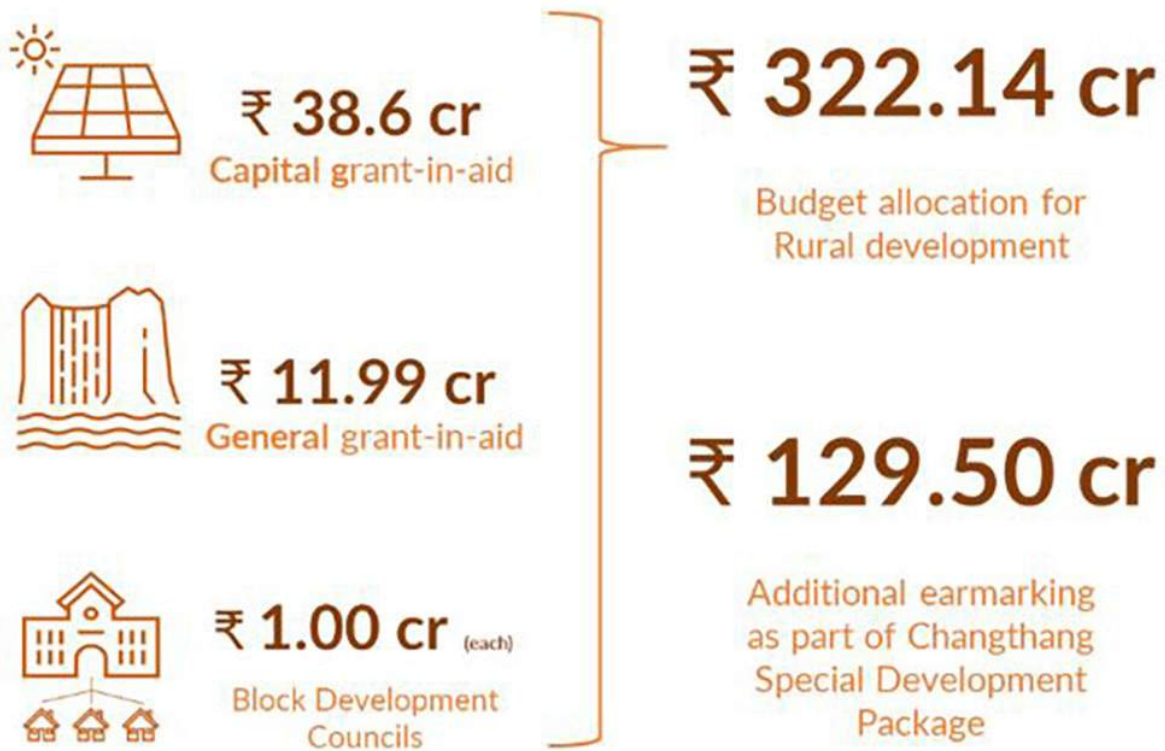 ₹ 38.6 cr
Capital grant-in-aid
₹ 11.99 cr
General grant-in-aid
₹ 1.00 cr (each)
Block Development
Councils
₹ 322.14 cr
Budget allocation for
Rural development
₹ 129.50 cr
Additional earmarking
as part of Changthang
Special Development
Package